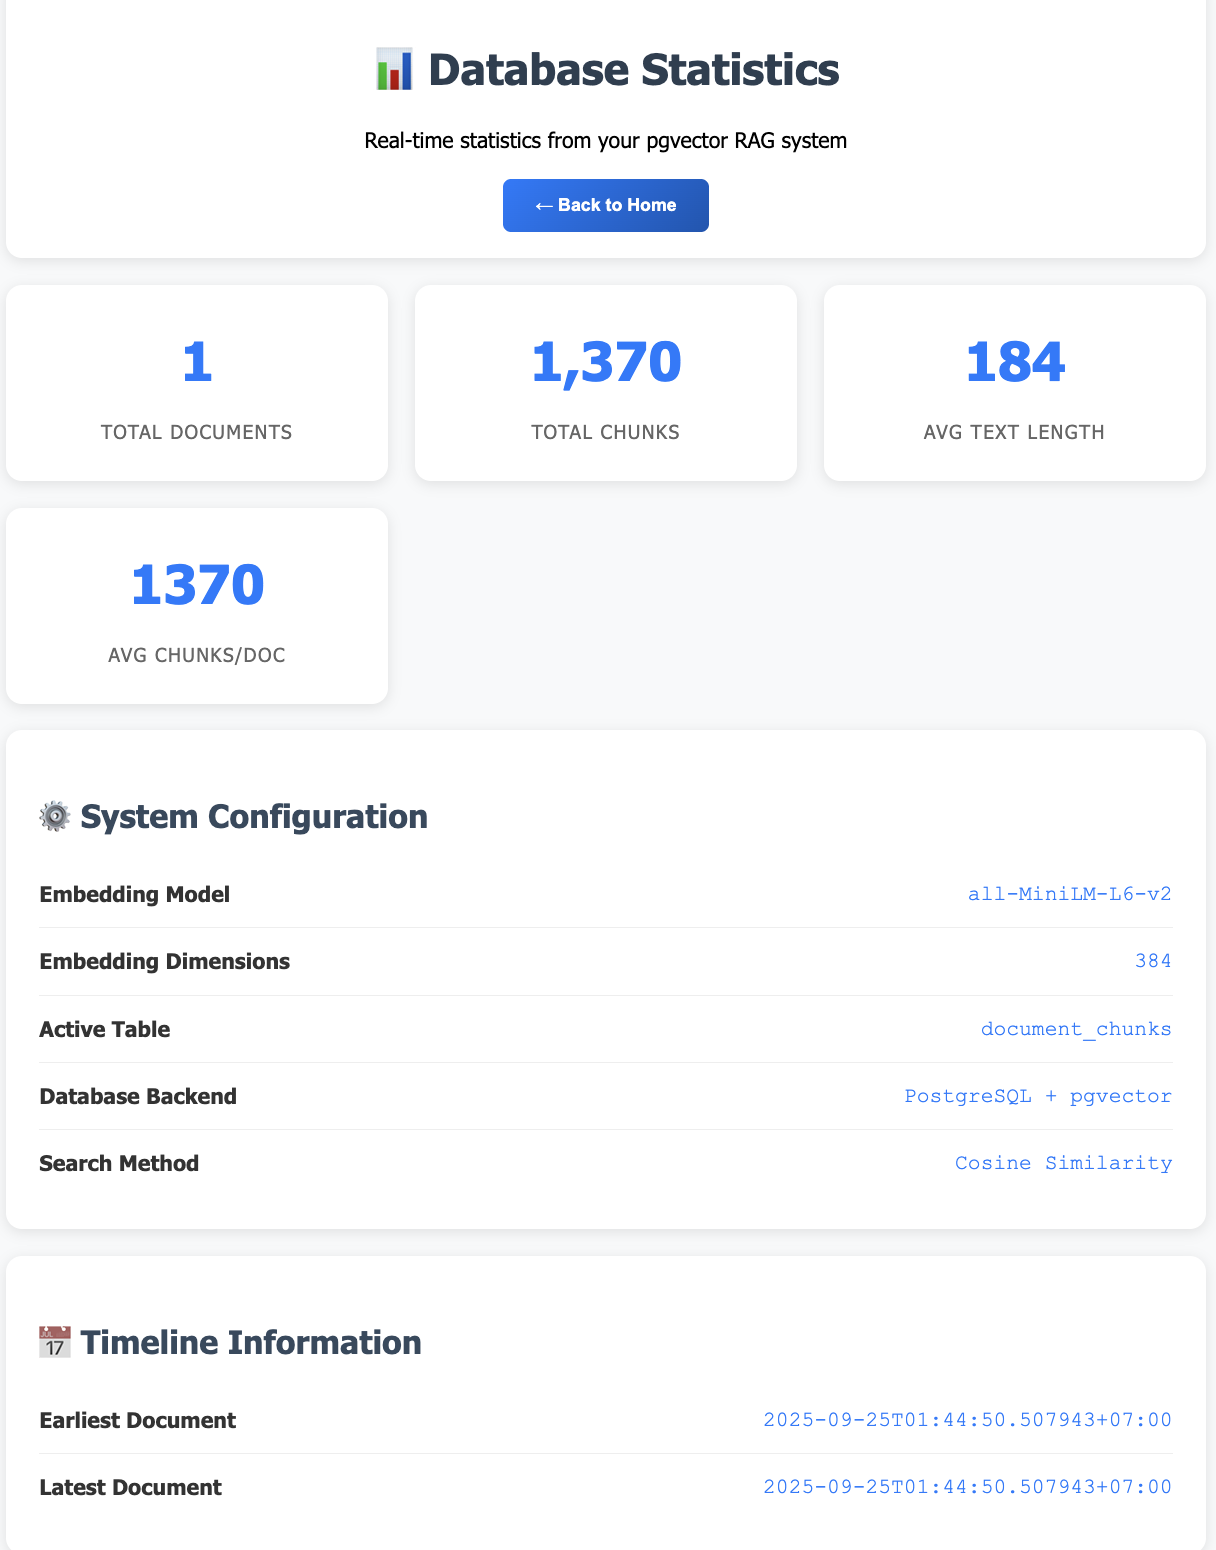 Database Statistics
Real-time statistics from your pgvector RAG system
← Back to Home
1
TOTAL DOCUMENTS
1,370
TOTAL CHUNKS
184
AVG TEXT LENGTH
1370
AVG CHUNKS/DOC
System Configuration
Embedding Model all-MiniLM-L6-v2
Embedding Dimensions 384
Active Table document_chunks
Database Backend PostgreSQL + pgvector
Search Method Cosine Similarity
JUL
17
Timeline Information
Earliest Document 2025-09-25T01:44:50.507943+07:00
Latest Document 2025-09-25T01:44:50.507943+07:00